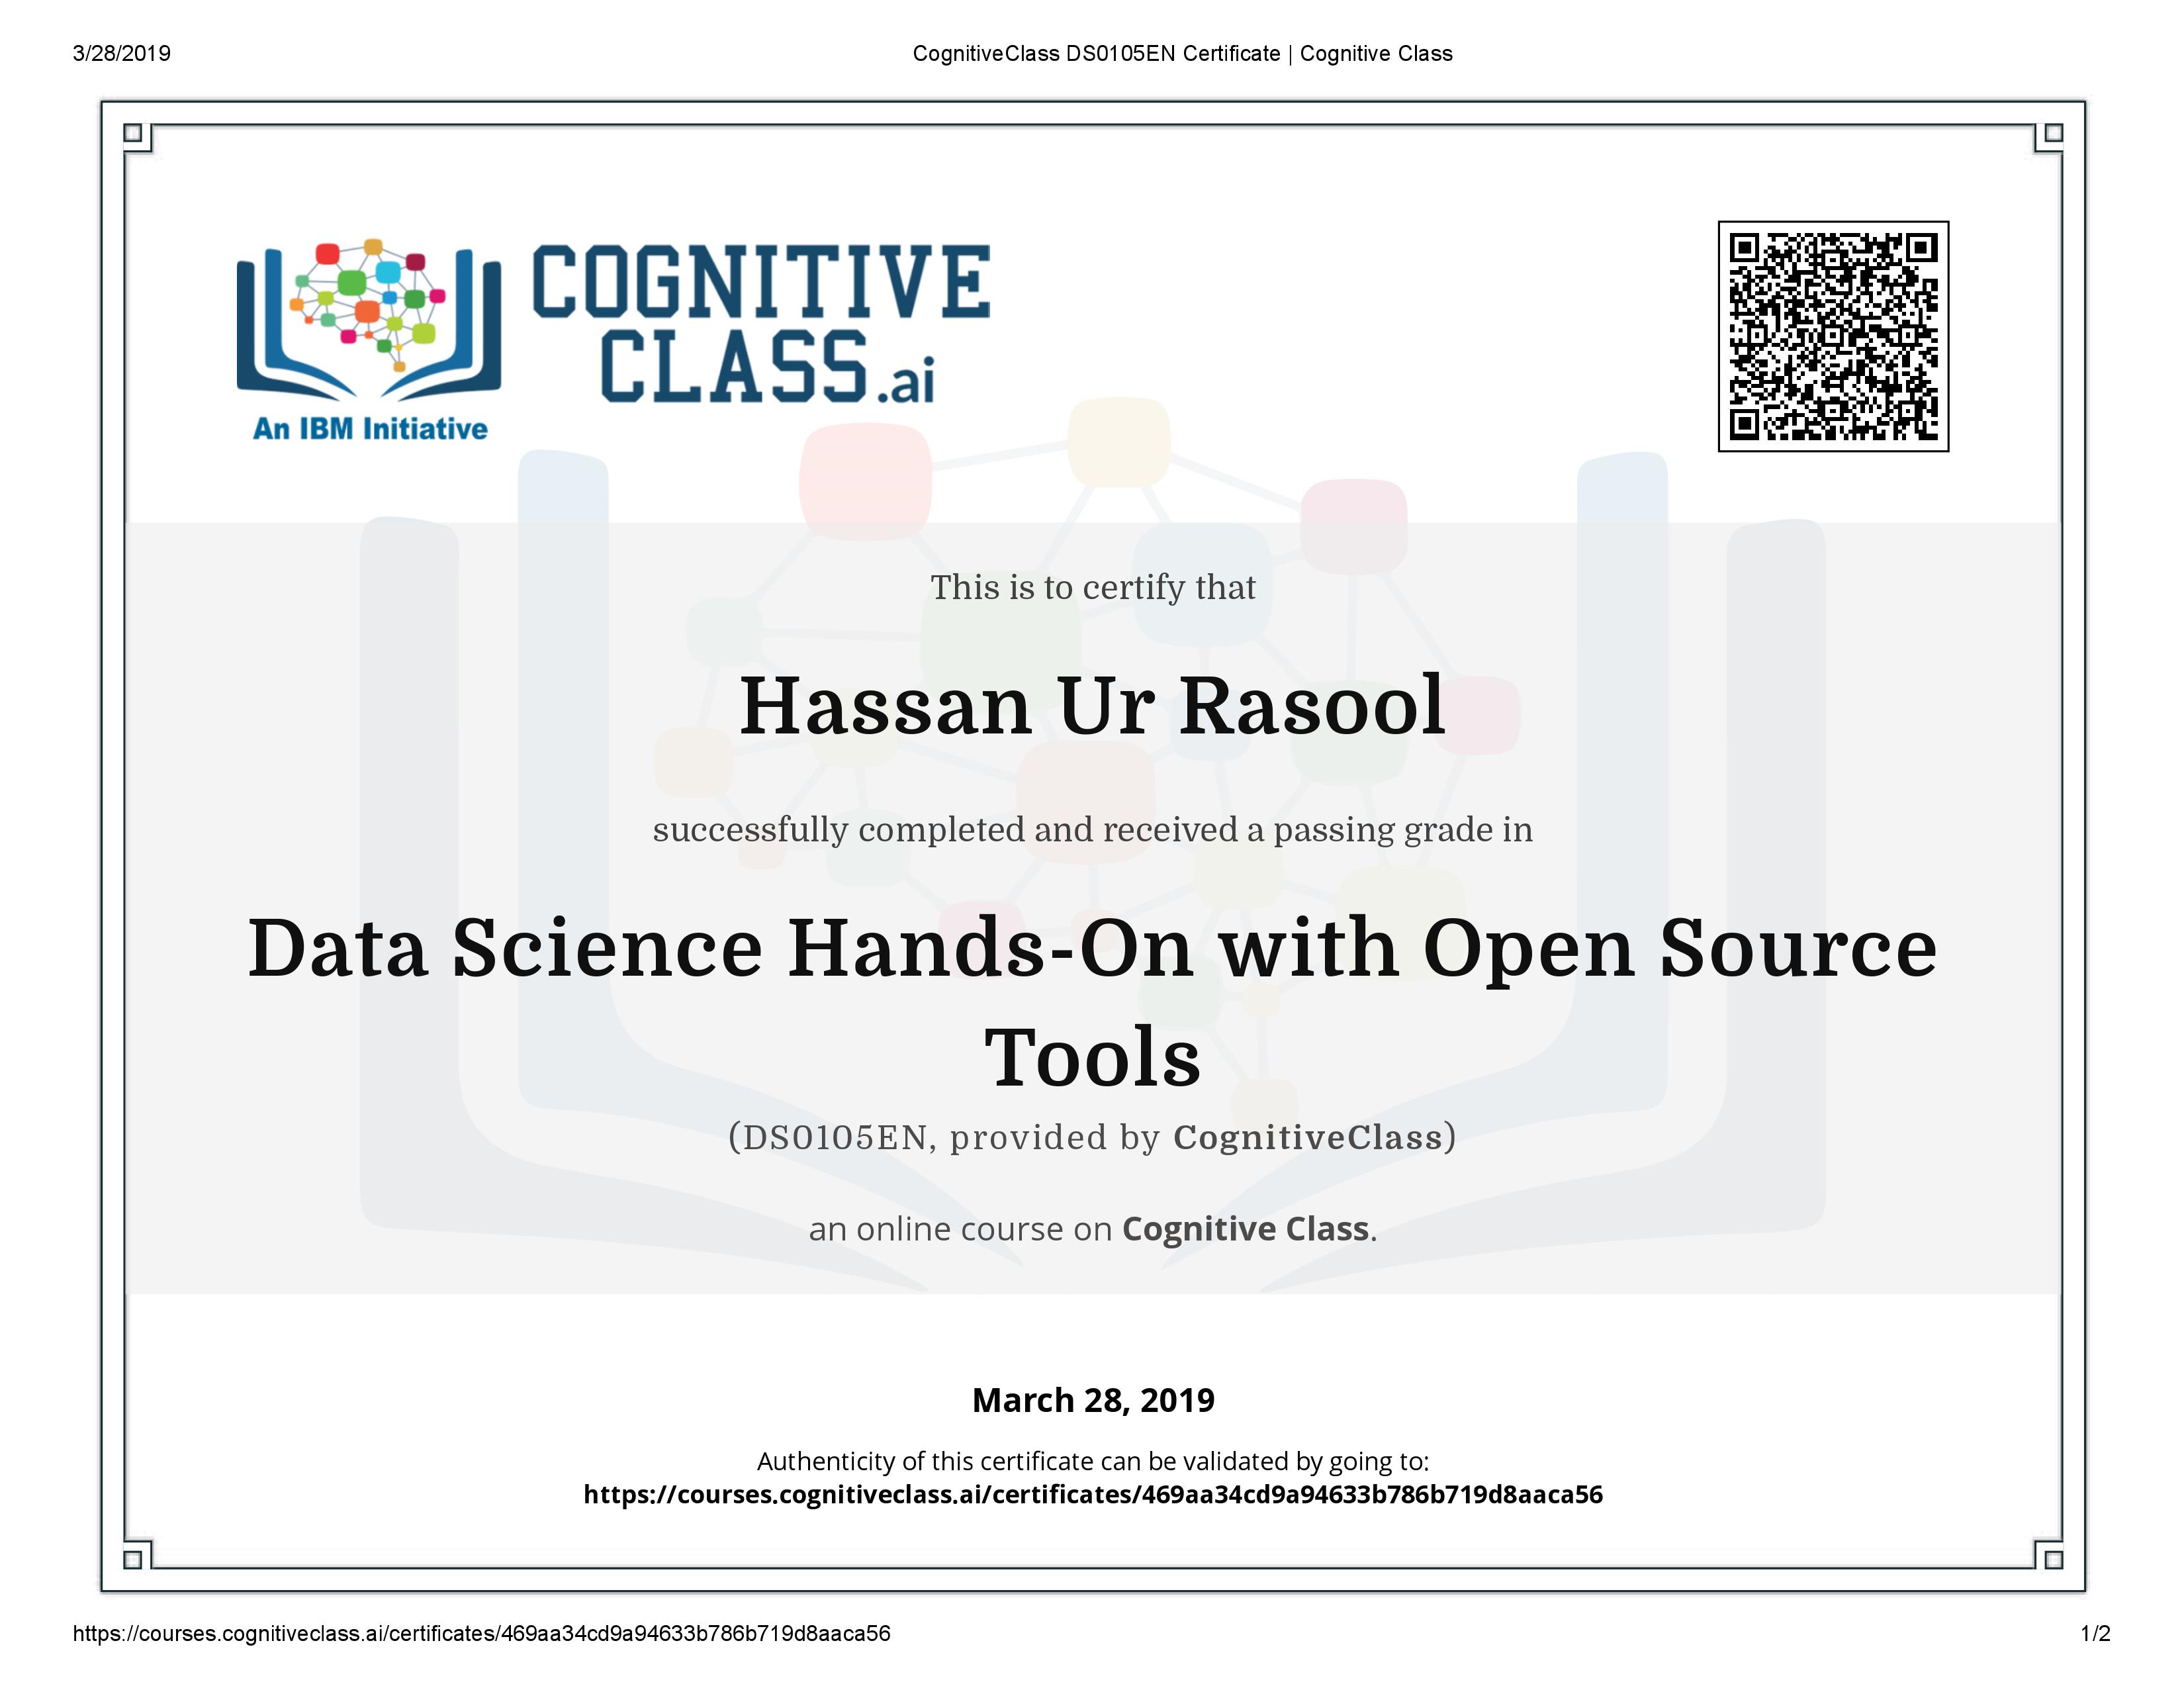 3/28/2019
CognitiveClass DS0105EN Certificate | Cognitive Class
COGNITIVE
CLASS.ai
An IBM Initiative
This is to certify that
Hassan Ur Rasool
successfully completed and received a passing grade in
Data Science Hands-On with Open Source
Tools
(DS0105EN, provided by CognitiveClass)
an online course on Cognitive Class.
March 28, 2019
Authenticity of this certificate can be validated by going to:
https://courses.cognitiveclass.ai/certificates/469aa34cd9a94633b786b719d8aaca56
https://courses.cognitiveclass.ai/certificates/469aa34cd9a94633b786b719d8aaca56
1/2